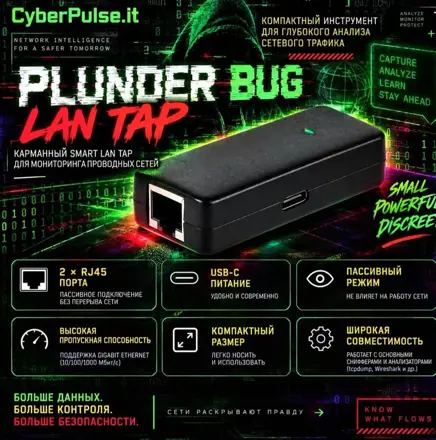 CyberPulse.it
NETWORK INTELLIGENCE
FOR A SAFER TOMORROW
КОМПАКТНЫЙ ИНСТРУМЕНТ
ДЛЯ ГЛУБОКОГО АНАЛИЗА
СЕТЕВОГО ТРАФИКА
ANALYZE
MONITOR
PROTECT
PLUNDER BUG
LAN TAP
КАРМАННЫЙ SMART LAN TAP
ДЛЯ МОНИТОРИНГА ПРОВОДНЫХ СЕТЕЙ
CAPTURE
ANALYZE
LEARN
STAY AHEAD
SMALL
POWERFUL
DISCREET
2 × RJ45
ПОРТА
ПАССИВНОЕ ПОДКЛЮЧЕНИЕ
БЕЗ ПЕРЕРЫВА СЕТИ
USB-C
ПИТАНИЕ
УДОБНО И СОВРЕМЕННО
ПАССИВНЫЙ
РЕЖИМ
НЕ ВЛИЯЕТ НА РАБОТУ СЕТИ
ВЫСОКАЯ
ПРОПУСКНАЯ СПОСОБНОСТЬ
ПОДДЕРЖКА GIGABIT ETHERNET
(10/100/1000 МБИТ/С)
КОМПАКТНЫЙ
РАЗМЕР
ЛЕГКО НОСИТЬ
И ИСПОЛЬЗОВАТЬ
ШИРОКАЯ
СОВМЕСТИМОСТЬ
РАБОТАЕТ С ОСНОВНЫМИ
СНИФФЕРАМИ И АНАЛИЗАТОРАМИ
(tcpdump, Wireshark и др.)
БОЛЬШЕ ДАННЫХ.
БОЛЬШЕ КОНТРОЛЯ.
БОЛЬШЕ БЕЗОПАСНОСТИ.
СЕТИ РАСКРЫВАЮТ ПРАВДУ
KNOW
WHAT FLOWS